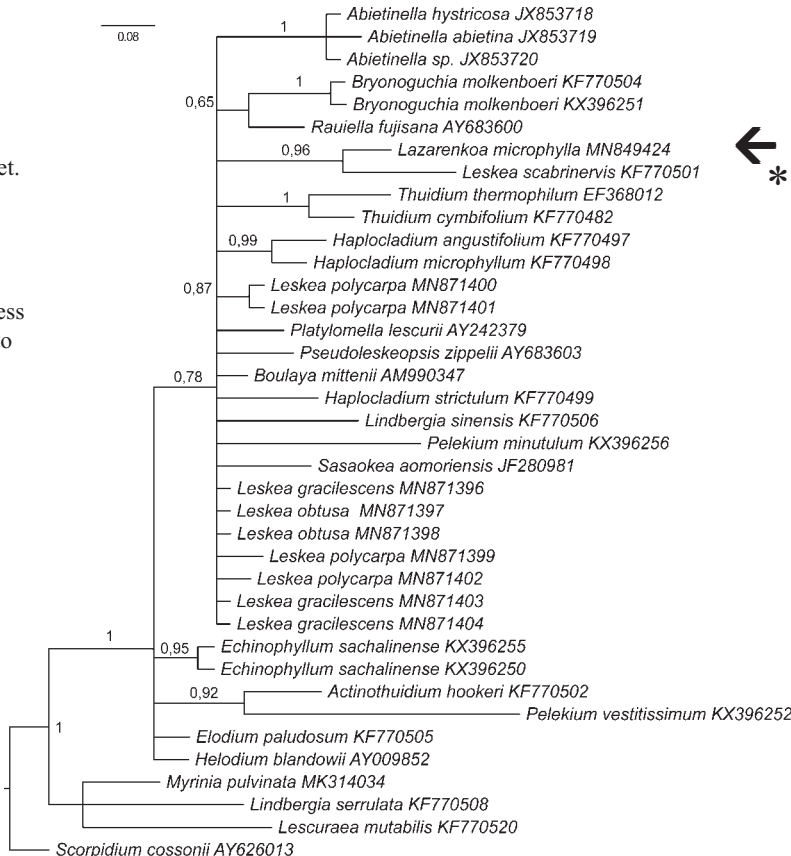 Abietinella hystricosa JX853718
1
Abietinella abietina JX853719
0.08
Abietinella sp. JX853720
1
Bryonoguchia molkenboeri KF770504
0,65
Bryonoguchia molkenboeri KX396251
Rauiella fujisana AY683600
0,96
Lazarenkoa microphylla MN849424
et.
Leskea scabrinervis KF770501
*
1
Thuidium thermophilum EF368012
Thuidium cymbifolium KF770482
0,99
Haplocladium angustifolium KF770497
Haplocladium microphyllum KF770498
0,87
Leskea polycarpa MN871400
Leskea polycarpa MN871401
ess
Platylomella lescurii AY242379
o
Pseudoleskeopsis zippelii AY683603
0,78
Boulaya mittenii AM990347
Haplocladium strictulum KF770499
Lindbergia sinensis KF770506
Pelekium minutulum KX396256
Sasaokea aomoriensis JF280981
Leskea gracilescens MN871396
Leskea obtusa MN871397
Leskea obtusa MN871398
Leskea polycarpa MN871399
Leskea polycarpa MN871402
Leskea gracilescens MN871403
Leskea gracilescens MN871404
1
0,95
Echinophyllum sachalinense KX396255
Echinophyllum sachalinense KX396250
0,92
Actinothuidium hookeri KF770502
Pelekium vestitissimum KX396252
1
Elodium paludosum KF770505
Helodium blandowii AY009852
Myrinia pulvinata MK314034
Lindbergia serrulata KF770508
Lescuraea mutabilis KF770520
Scorpidium cossonii AY626013